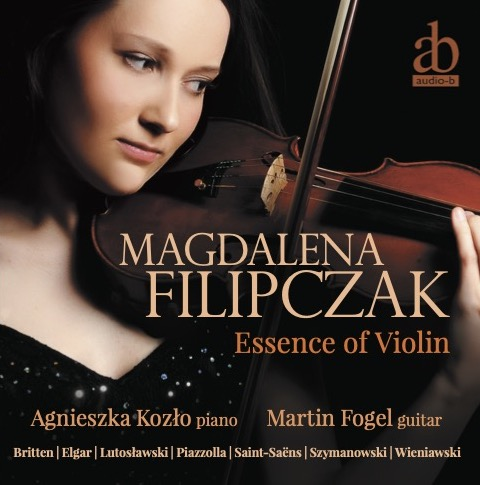 ab
audio-b
MAGDALENA
FILIPCZAK
Essence of Violin
Agnieszka Kozło piano Martin Fogel guitar
Britten | Elgar | Lutosławski | Piazzolla | Saint-Saëns | Szymanowski | Wieniawski